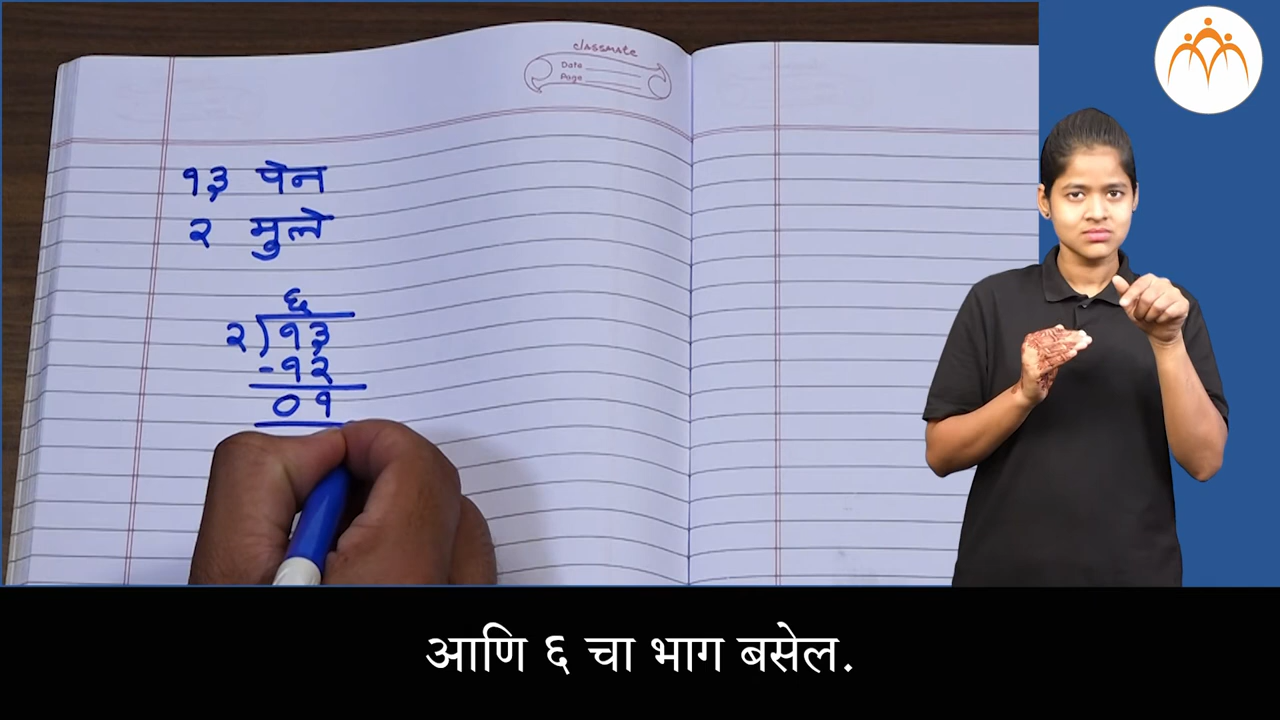 classmate
Date
Page
१३ पेन
२ मुले
६
२) १३
-१२
०१
आणि ६ चा भाग बसेल.